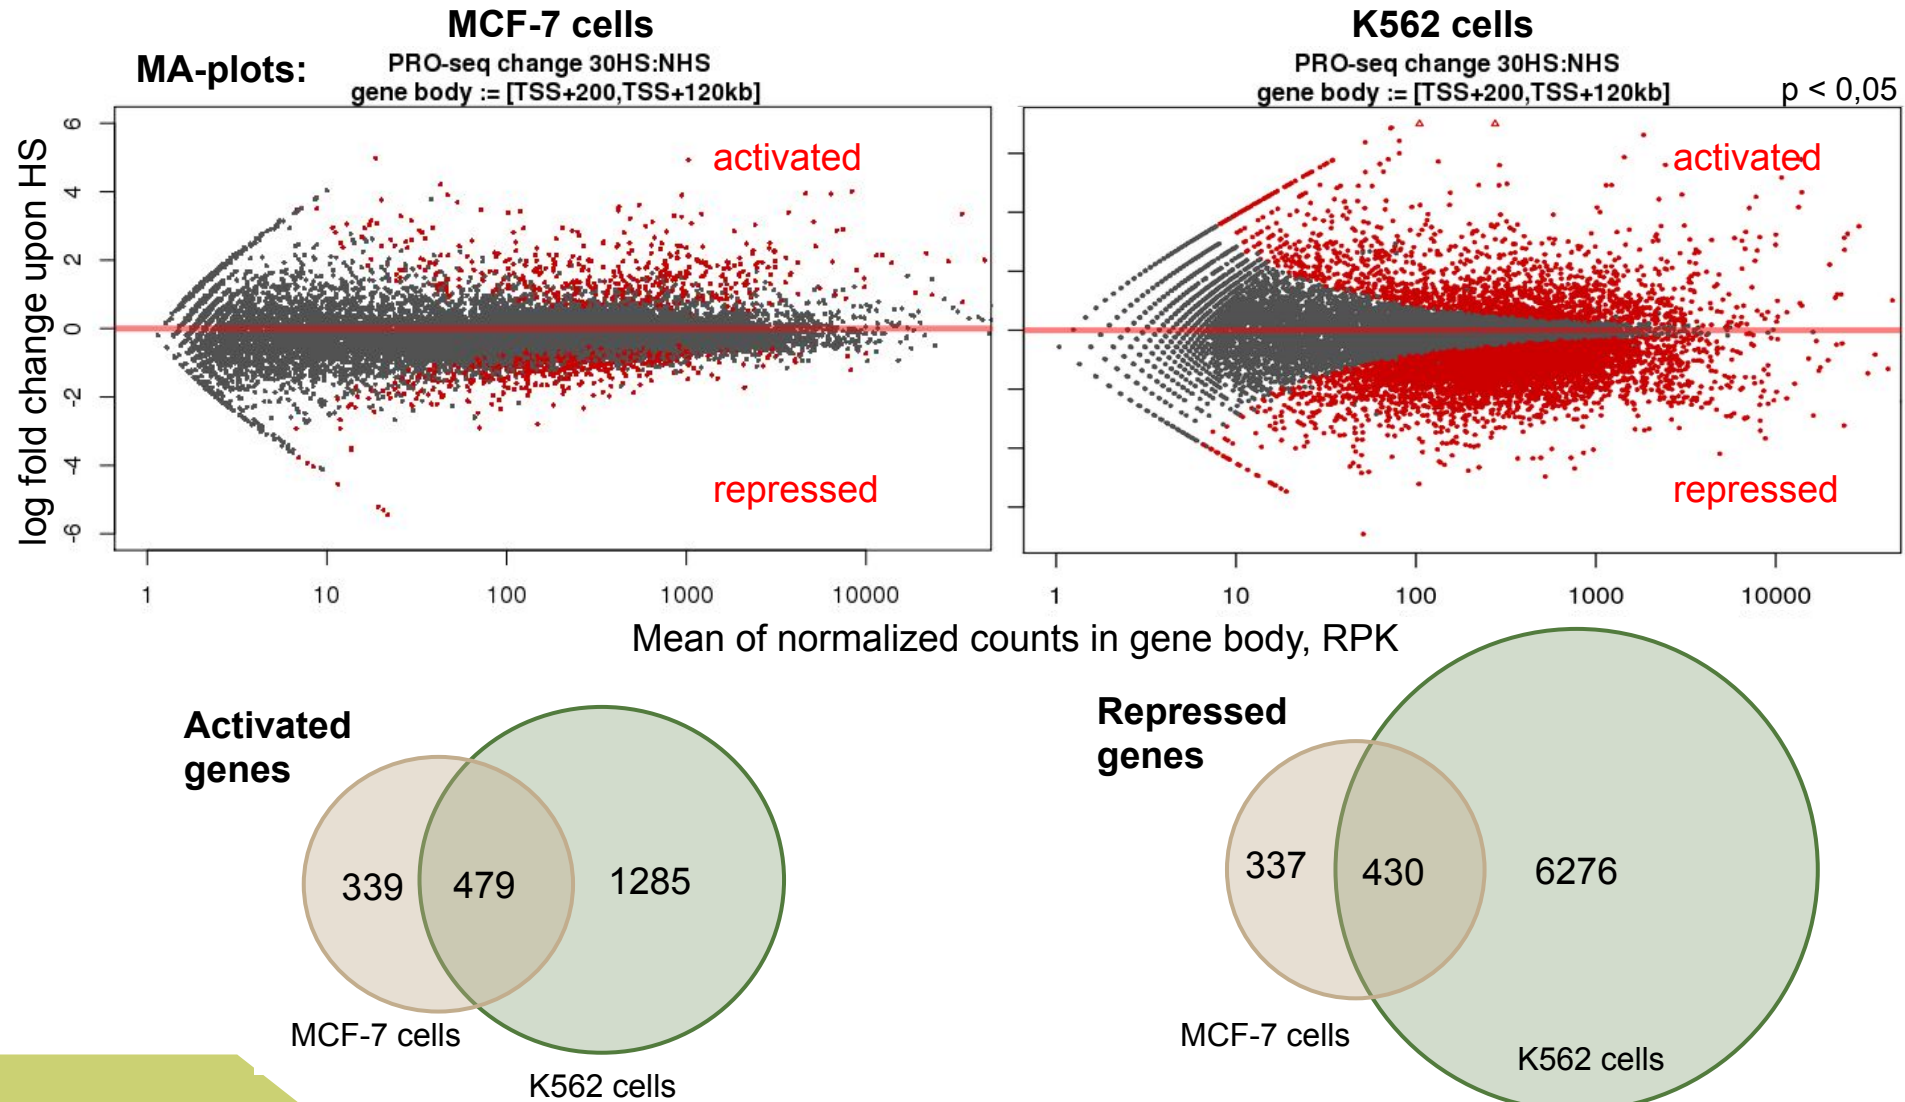 MCF-7 cells
K562 cells
MA-plots:
PRO-seq change 30HS:NHS
gene body := [TSS+200,TSS+120kb]
PRO-seq change 30HS:NHS
gene body := [TSS+200,TSS+120kb]
p < 0,05
log fold change upon HS
6
4
2
0
-2
-4
-6
activated
repressed
activated
repressed
1 10 100 1000 10000
1 10 100 1000 10000
Mean of normalized counts in gene body, RPK
Activated
genes
339 479 1285
MCF-7 cells
K562 cells
Repressed
genes
337 430 6276
MCF-7 cells
K562 cells